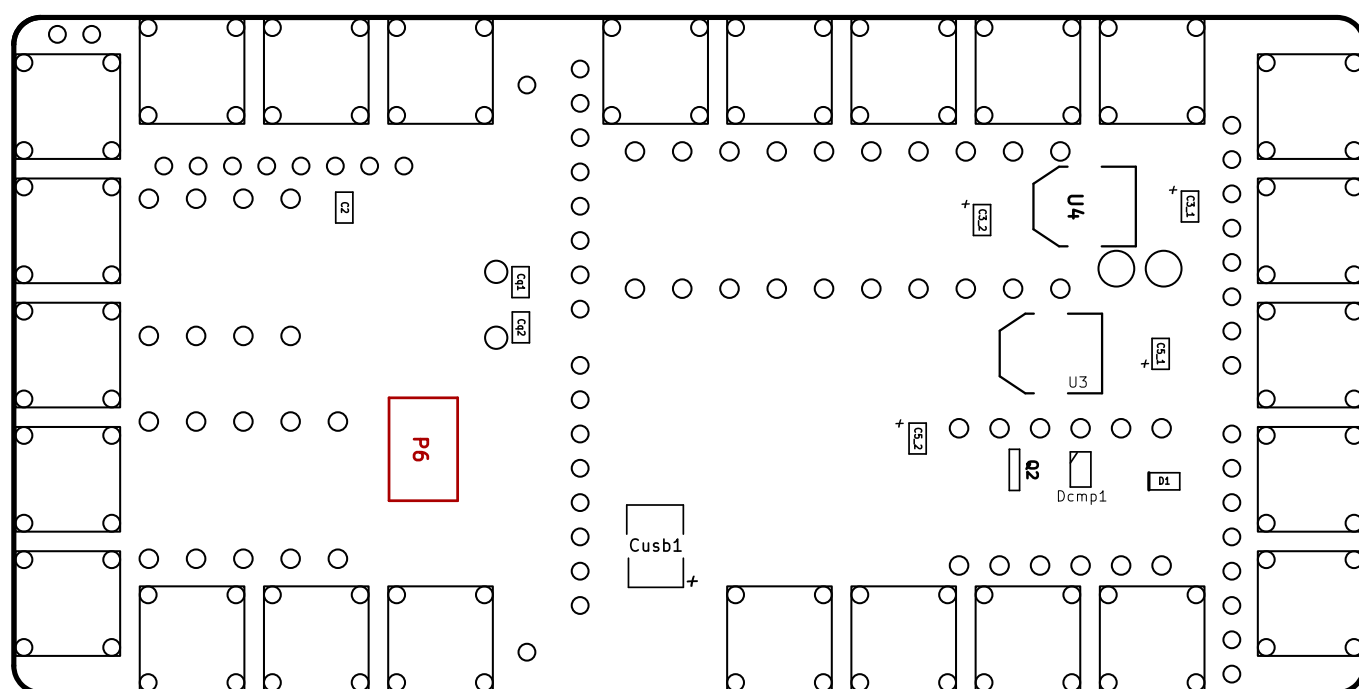 C2
U4
C3_1
C3_2
+
+
Cq1
Cq2
C5_1
+
U3
P6
C5_2
+
Q2
D1
Dcmp1
Cusb1
+